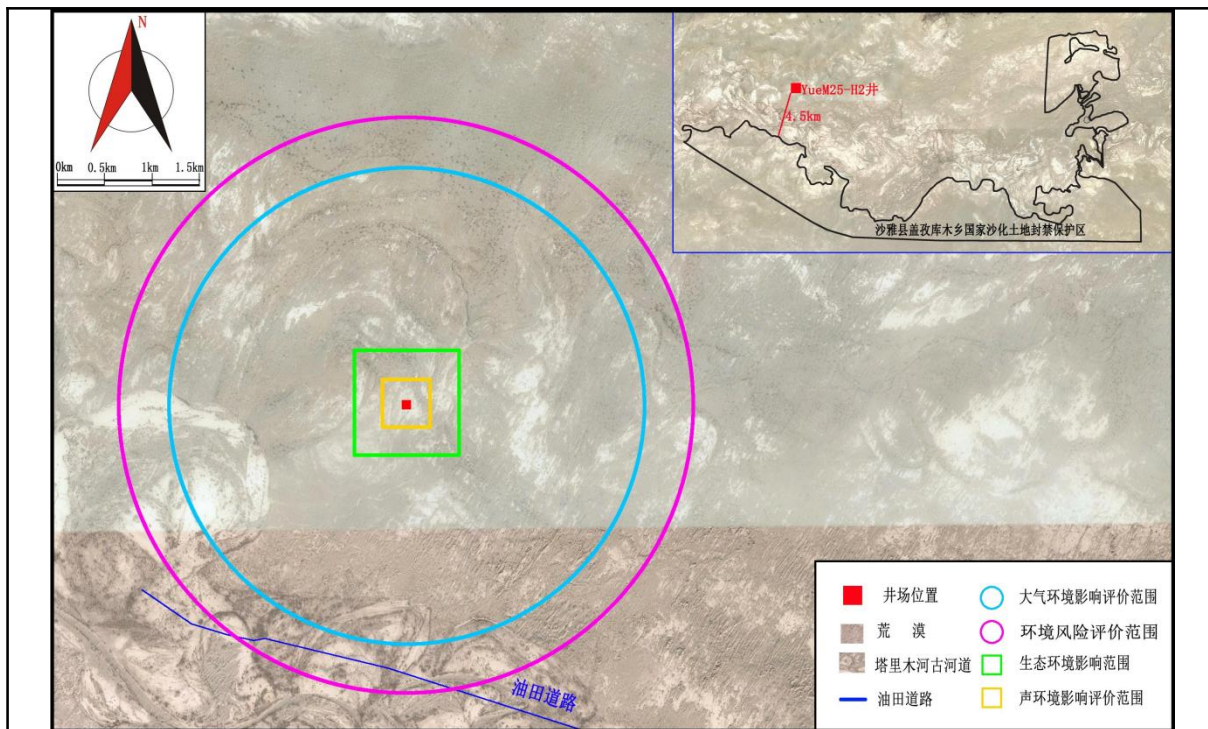 N
0km 0.5km 1km 1.5km
YueM25-H2井
4.5km
沙雅县盖孜库木乡国家沙化土地封禁保护区
油田道路
井场位置 大气环境影响评价范围
荒 漠 环境风险评价范围
塔里木河古河道 生态环境影响范围
油田道路 声环境影响评价范围